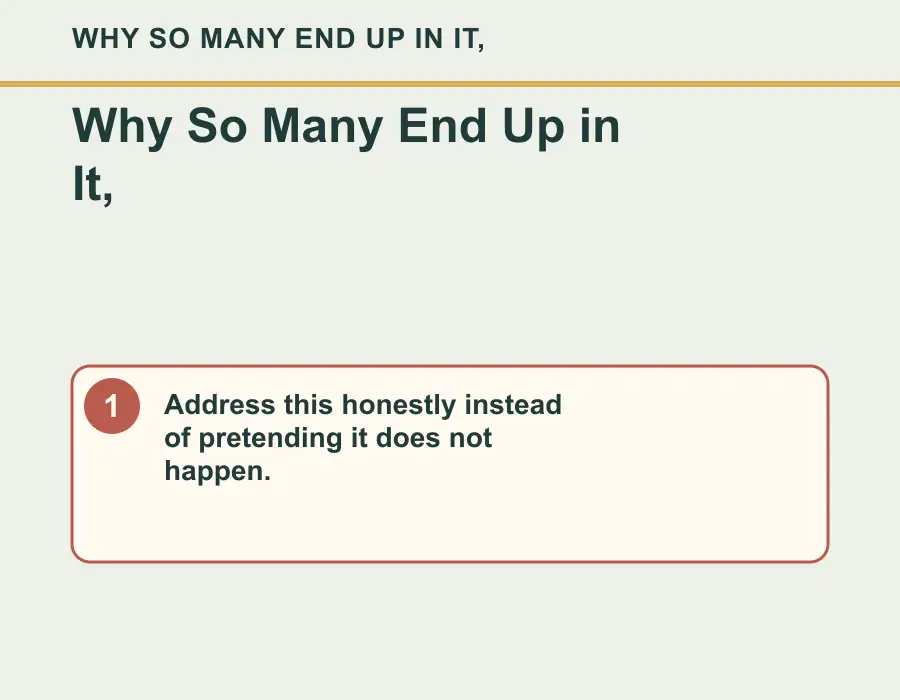 WHY SO MANY END UP IN IT,
Why So Many End Up in
It,
1
Address this honestly instead
of pretending it does not
happen.